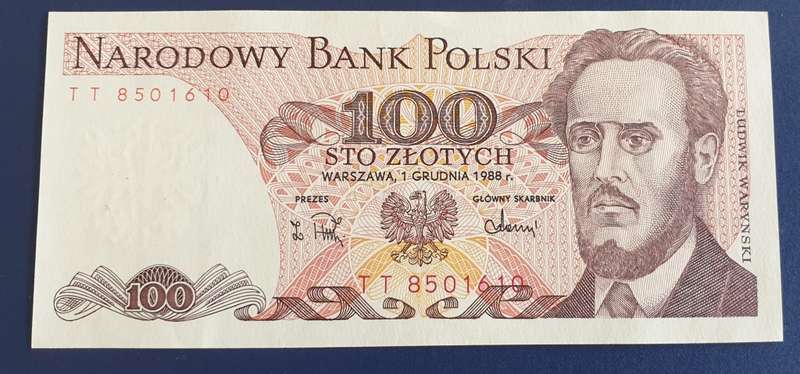 NARODOWY BANK POLSKI
TT 8501610
100
STO ZŁOTYCH
WARSZAWA, 1 GRUDNIA 1988 r.
PREZES
GŁÓWNY SKARBNIK
LUDWIK WARYŃSKI
TT 8501610
100